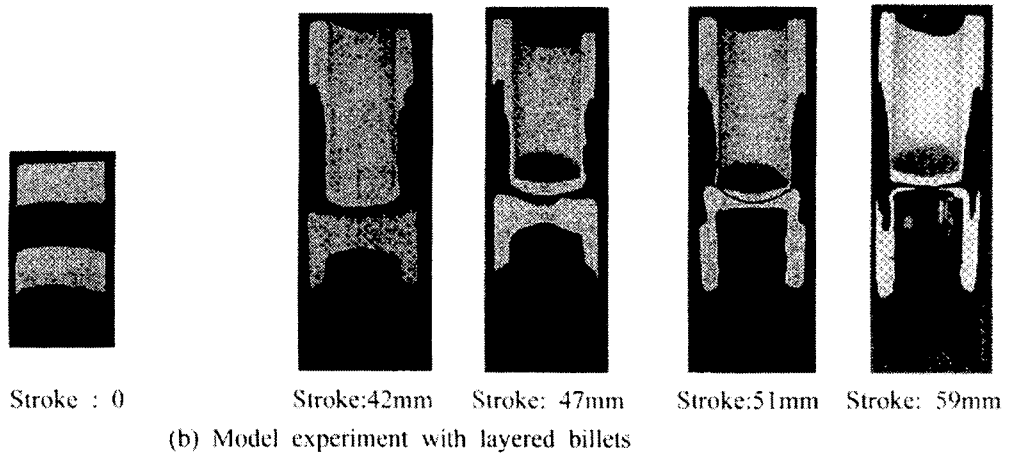 Stroke : 0 Stroke:42mm Stroke: 47mm Stroke:51mm Stroke: 59mm
(b) Model experiment with layered billets